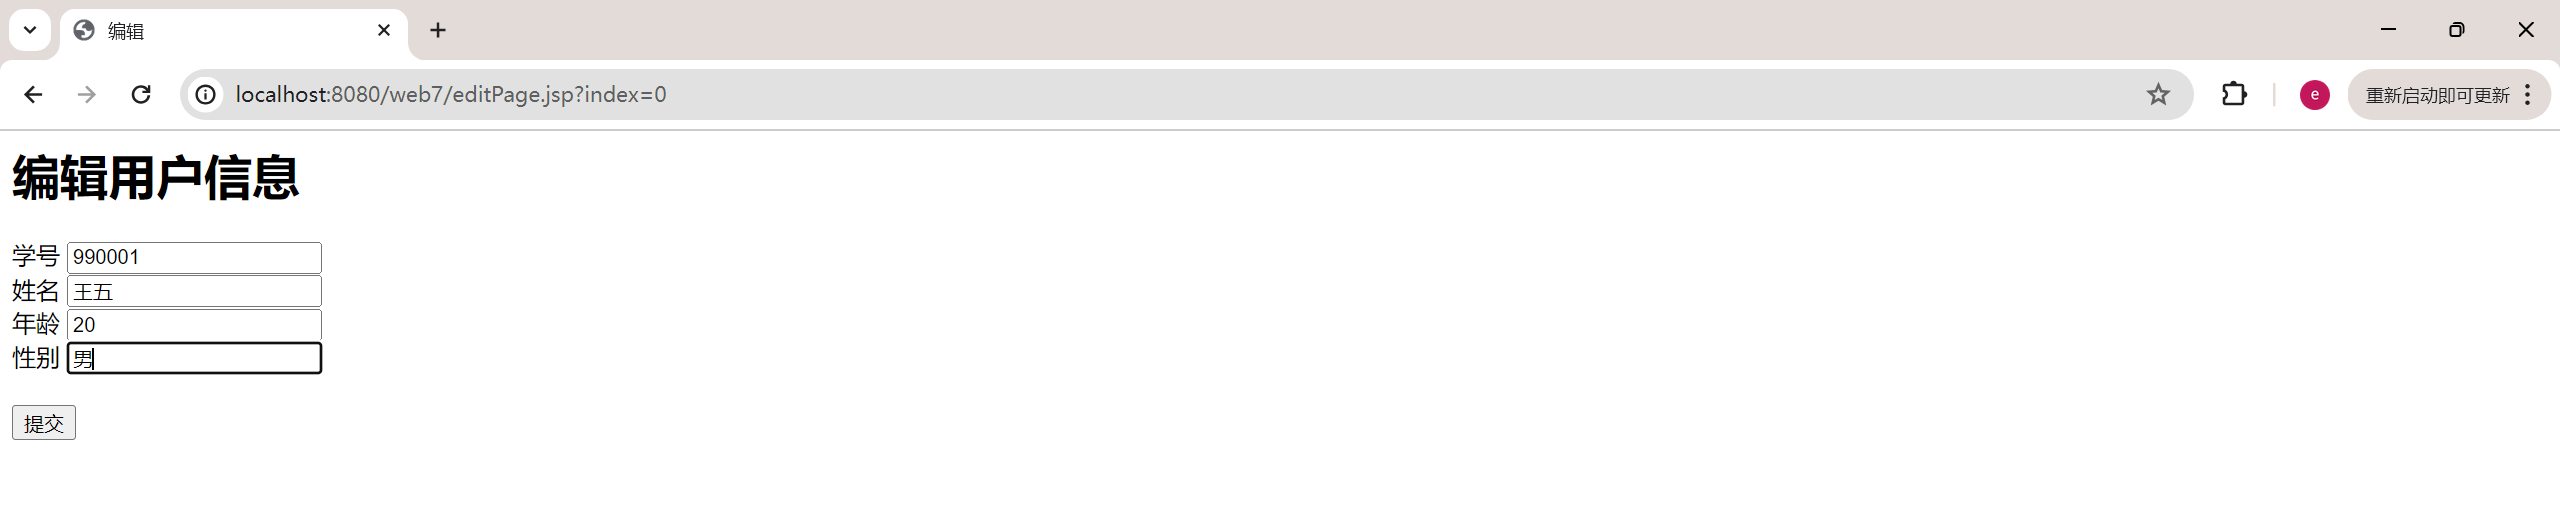 编辑
localhost:8080/web7/editPage.jsp?index=0
e
重新启动即可更新
编辑用户信息
学号 990001
姓名 王五
年龄 20
性别 男
提交